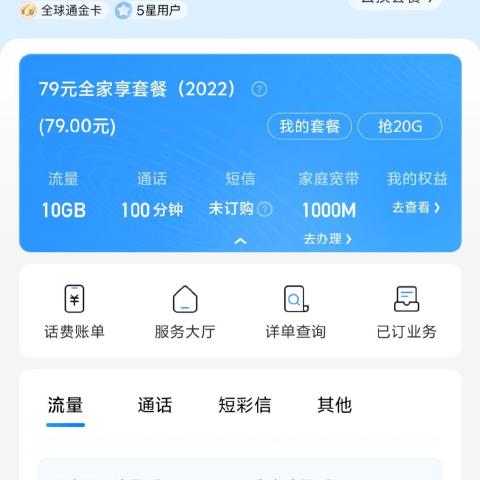 全球通金卡 5星用户
79元全家享套餐（2022）
(79.00元) 我的套餐 抢20G
流量 通话 短信 家庭宽带 我的权益
10GB 100分钟 未订购 1000M 去查看
去办理
话费账单 服务大厅 详单查询 已订业务
流量 通话 短彩信 其他